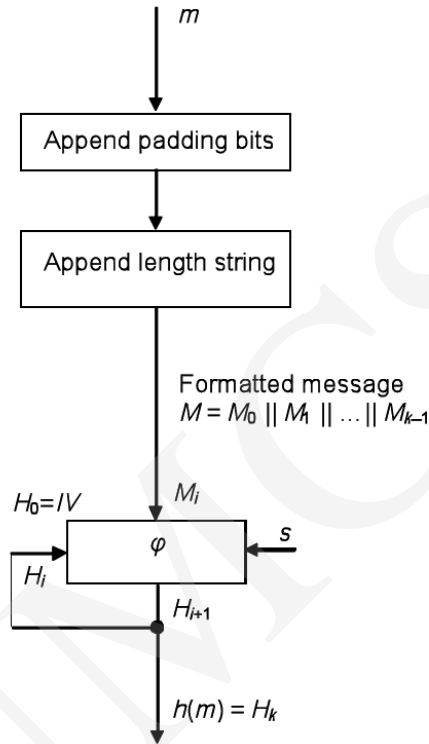 m
Append padding bits
Append length string
Formatted message
M = M₀ || M₁ || … || Mₖ₋₁
Mᵢ
H₀=IV
φ
s
Hᵢ
Hᵢ₊₁
h(m) = Hₖ